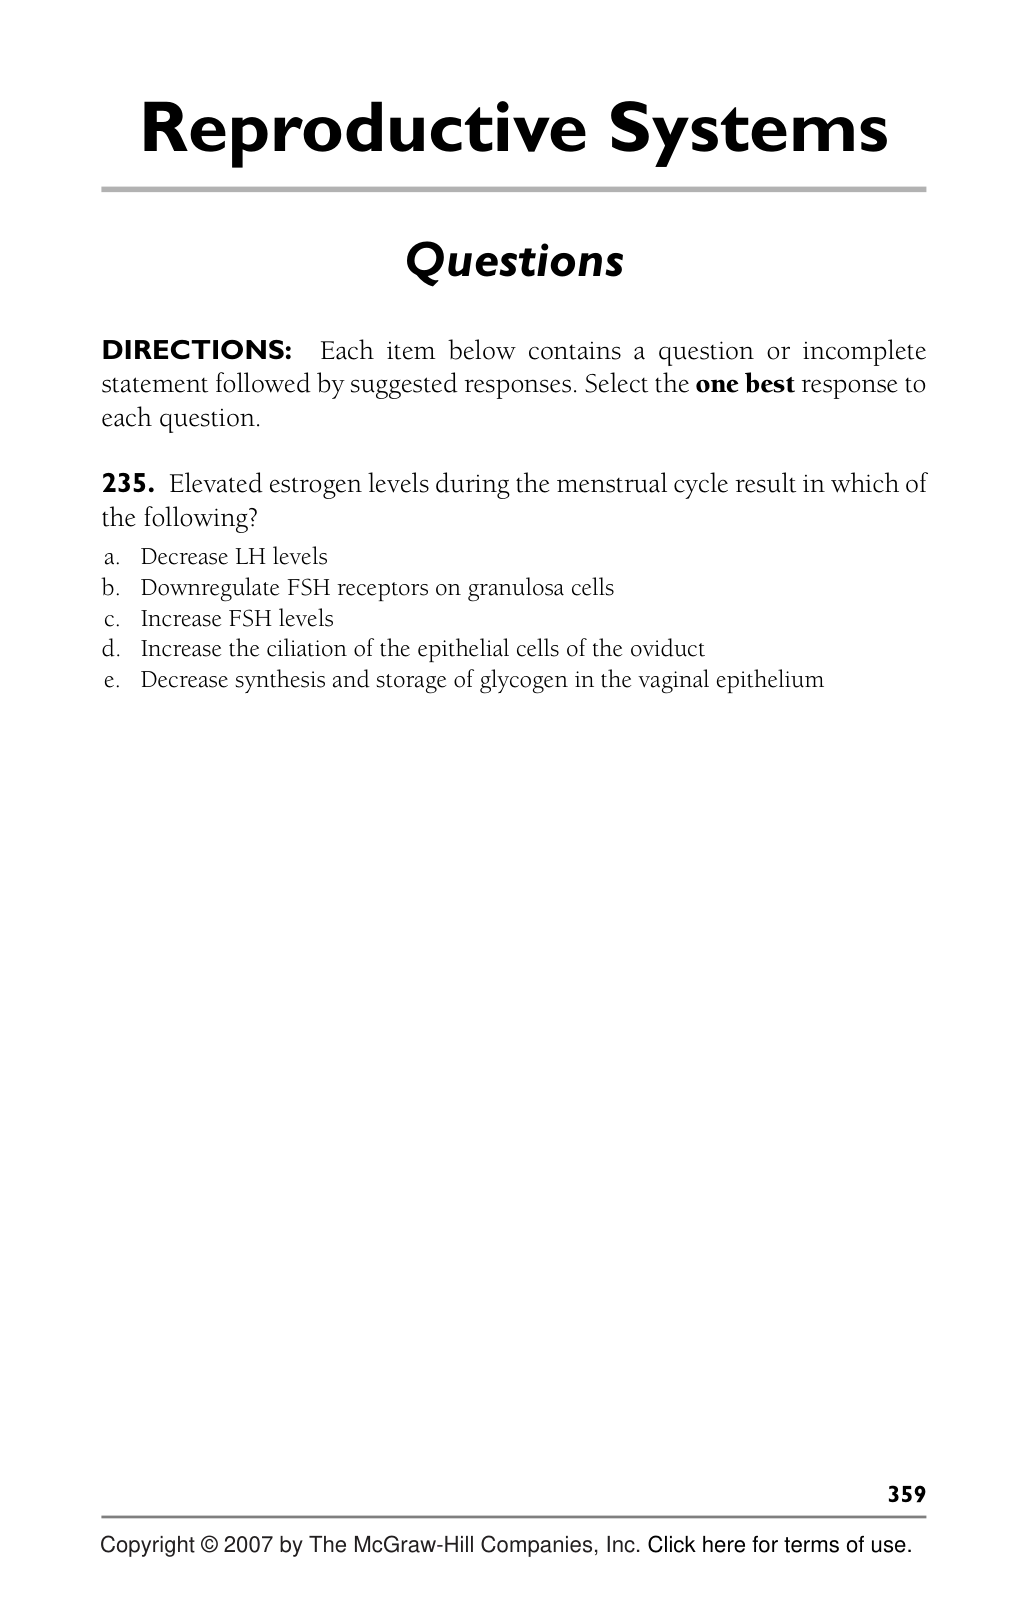 Reproductive Systems
Questions
DIRECTIONS: Each item below contains a question or incomplete
statement followed by suggested responses. Select the one best response to
each question.
235. Elevated estrogen levels during the menstrual cycle result in which of
the following?
a. Decrease LH levels
b. Downregulate FSH receptors on granulosa cells
c. Increase FSH levels
d. Increase the ciliation of the epithelial cells of the oviduct
e. Decrease synthesis and storage of glycogen in the vaginal epithelium
359
Copyright © 2007 by The McGraw-Hill Companies, Inc. Click here for terms of use.